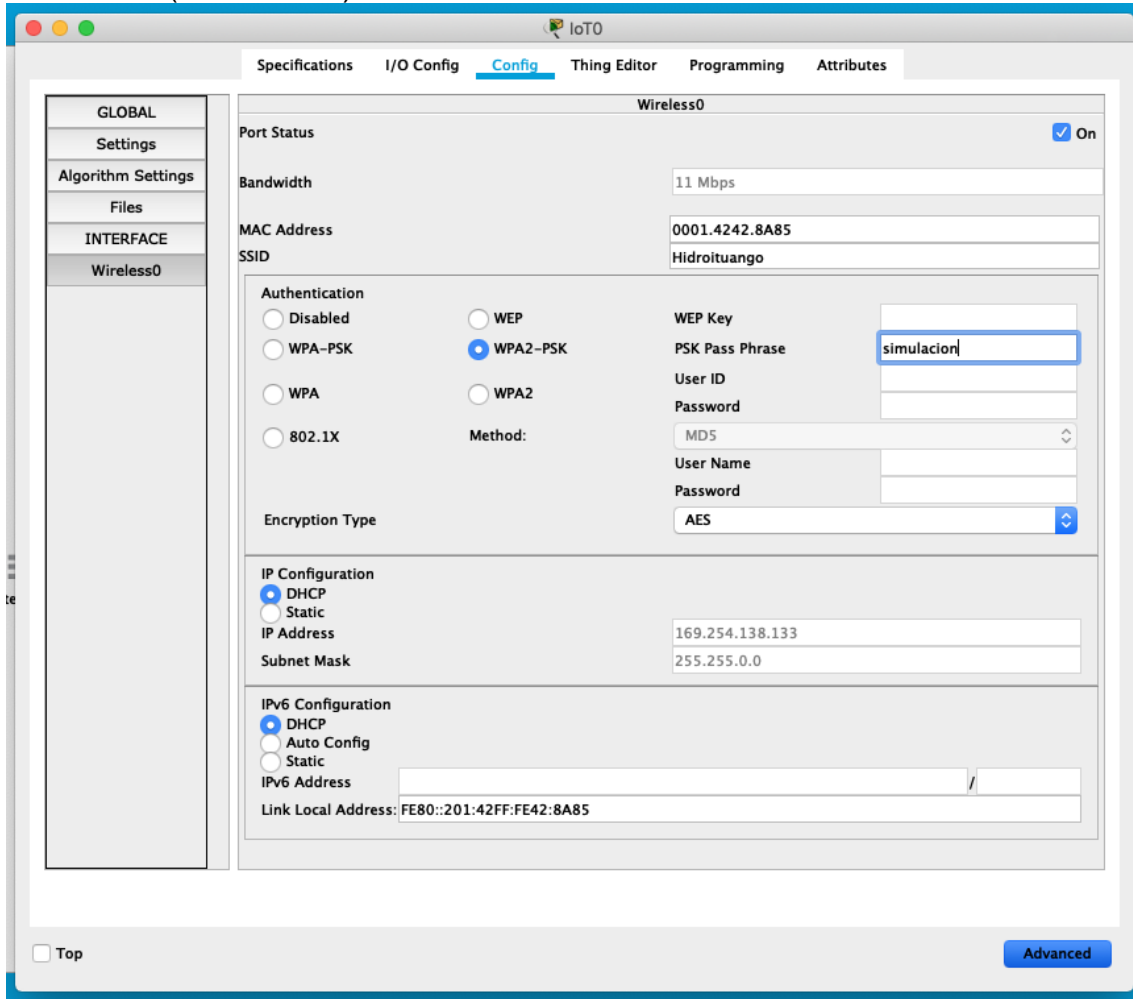 IoT0
Specifications I/O Config Config Thing Editor Programming Attributes
GLOBAL
Settings
Algorithm Settings
Files
INTERFACE
Wireless0
Wireless0
Port Status On
Bandwidth 11 Mbps
MAC Address 0001.4242.8A85
SSID Hidroituango
Authentication
Disabled WEP WEP Key
WPA-PSK WPA2-PSK PSK Pass Phrase simulacion
User ID
WPA WPA2
Password
802.1X Method: MD5
User Name
Password
Encryption Type AES
IP Configuration
DHCP
Static
IP Address 169.254.138.133
Subnet Mask 255.255.0.0
IPv6 Configuration
DHCP
Auto Config
Static
IPv6 Address /
Link Local Address: FE80::201:42FF:FE42:8A85
Top Advanced